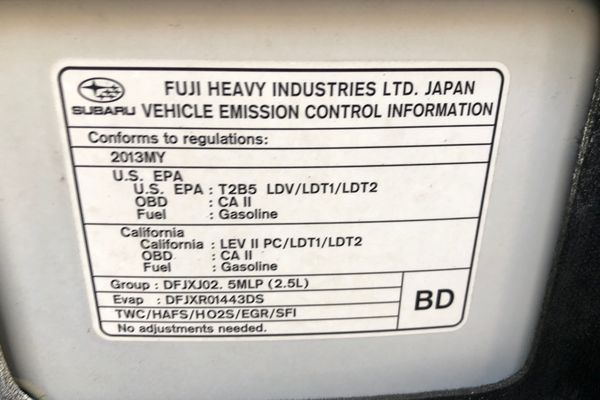 FUJI HEAVY INDUSTRIES LTD. JAPAN
SUBARU VEHICLE EMISSION CONTROL INFORMATION
Conforms to regulations:
2013MY
U.S. EPA
U.S. EPA : T2B5 LDV/LDT1/LDT2
OBD : CA II
Fuel : Gasoline
California
California : LEV II PC/LDT1/LDT2
OBD : CA II
Fuel : Gasoline
Group : DFJXJ02. 5MLP (2.5L)
Evap : DFJXR01443DS
BD
TWC/HAFS/HO2S/EGR/SFI
No adjustments needed.